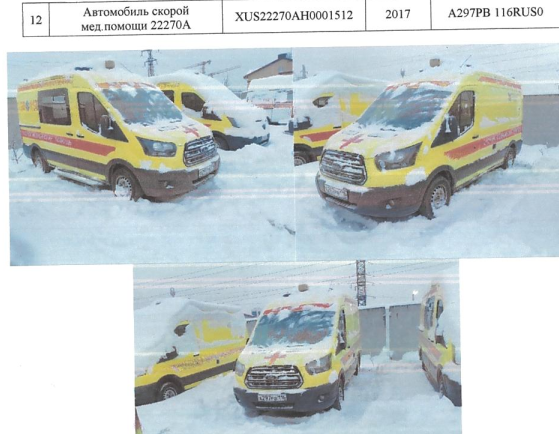 12
Автомобиль скорой
мед.помощи 22270А
XUS22270AH0001512
2017
А297РВ 116RUS0